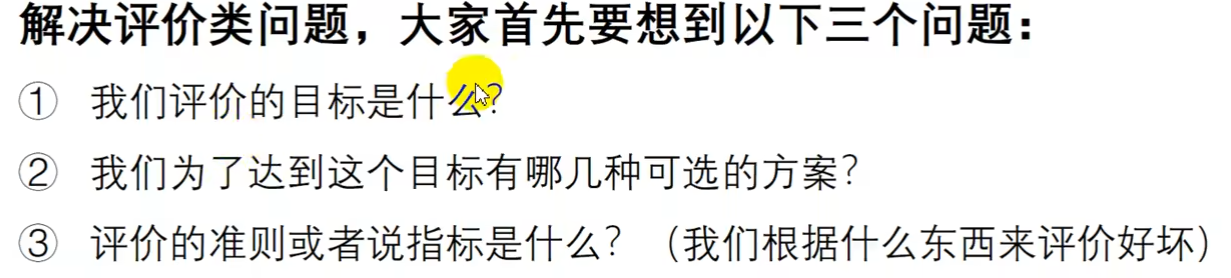 解决评价类问题，大家首先要想到以下三个问题：
① 我们评价的目标是什么？
② 我们为了达到这个目标有哪几种可选的方案？
③ 评价的准则或者说指标是什么？（我们根据什么东西来评价好坏）